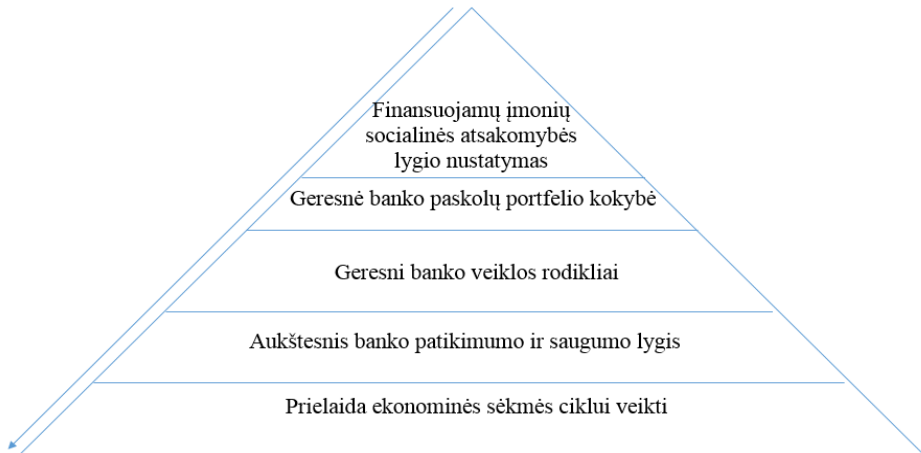 Finansuojamų įmonių
socialinės atsakomybės
lygio nustatymas
Geresnė banko paskolų portfelio kokybė
Geresni banko veiklos rodikliai
Aukštesnis banko patikimumo ir saugumo lygis
Prielaida ekonominės sėkmės ciklui veikti